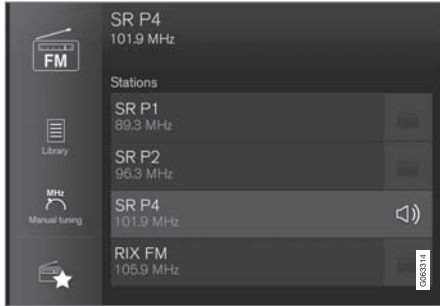 SR P4
101.9 MHz
FM
Stations
SR P1
89.3 MHz
Library
SR P2
96.3 MHz
MHz
Manual tuning
SR P4
101.9 MHz
RIX FM
105.9 MHz
G063314